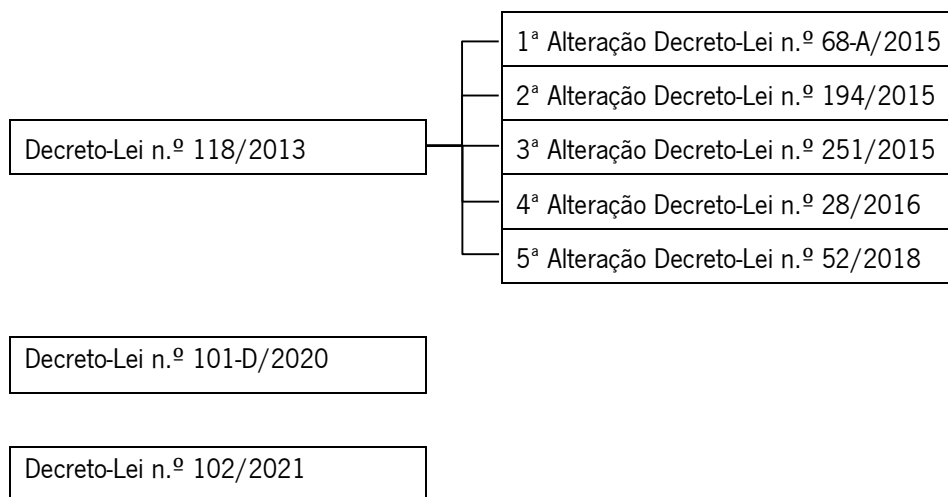 1ª Alteração Decreto-Lei n.º 68-A/2015
2ª Alteração Decreto-Lei n.º 194/2015
Decreto-Lei n.º 118/2013
3ª Alteração Decreto-Lei n.º 251/2015
4ª Alteração Decreto-Lei n.º 28/2016
5ª Alteração Decreto-Lei n.º 52/2018
Decreto-Lei n.º 101-D/2020
Decreto-Lei n.º 102/2021